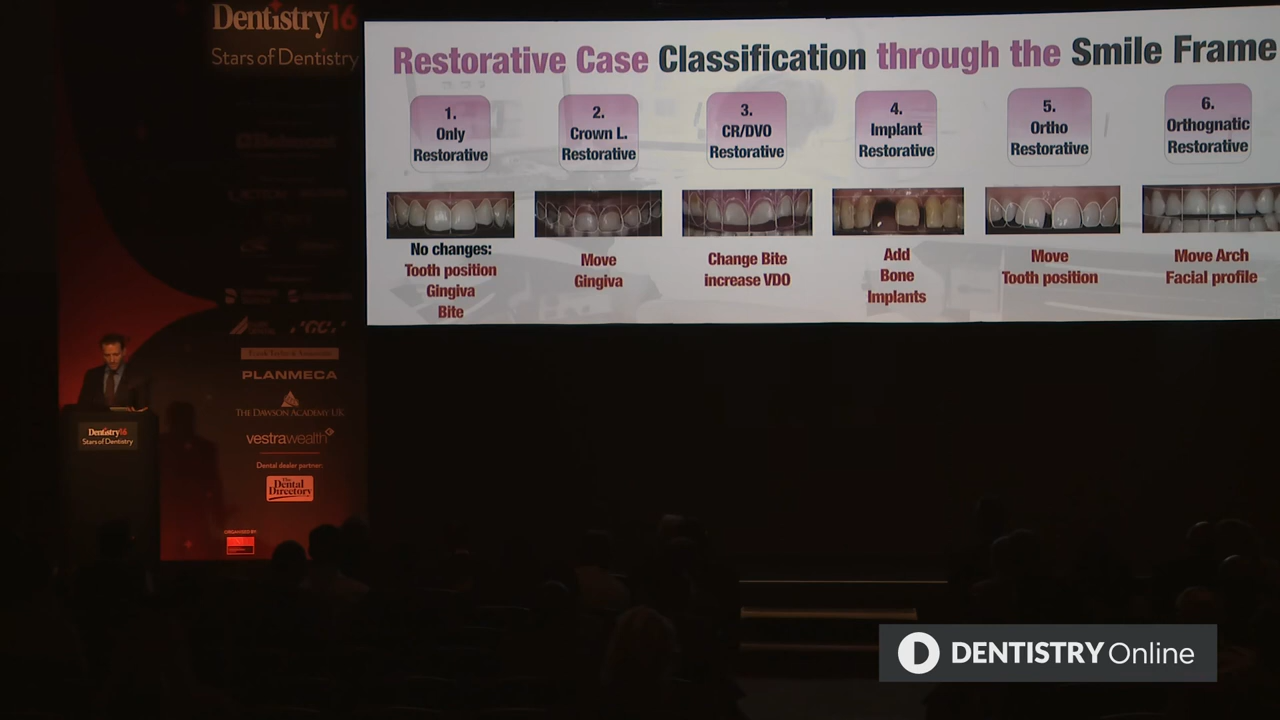 Dentistry16
Stars of Dentistry
Restorative Case Classification through the Smile Frame
1.
Only
Restorative
2.
Crown L.
Restorative
3.
CR/DVO
Restorative
4.
Implant
Restorative
5.
Ortho
Restorative
6.
Orthognatic
Restorative
No changes:
Tooth position
Gingiva
Bite
Move
Gingiva
Change Bite
increase VDO
Add
Bone
Implants
Move
Tooth position
Move Arch
Facial profile
GC
PLANMECA
THE DAWSON ACADEMY UK
vestrawealth
Dental dealer partner:
The
Dental
Directory
ORGANISED BY
Dentistry16
Stars of Dentistry
DENTISTRY Online